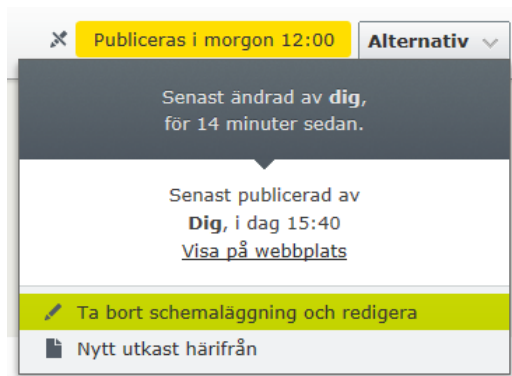 Publiceras i morgon 12:00 Alternativ
Senast ändrad av dig,
för 14 minuter sedan.
Senast publicerad av
Dig, i dag 15:40
Visa på webbplats
Ta bort schemaläggning och redigera
Nytt utkast härifrån